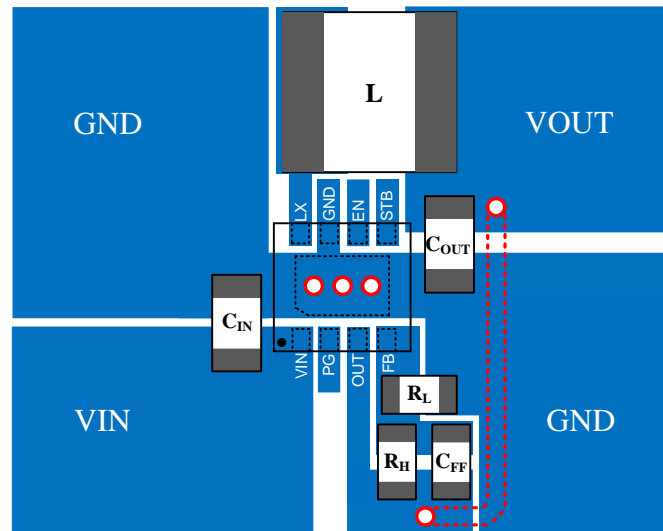 L
GND
VOUT
LX
GND
EN
STB
COUT
CIN
VIN
PG
OUT
FB
RL
VIN
GND
RH
CFF